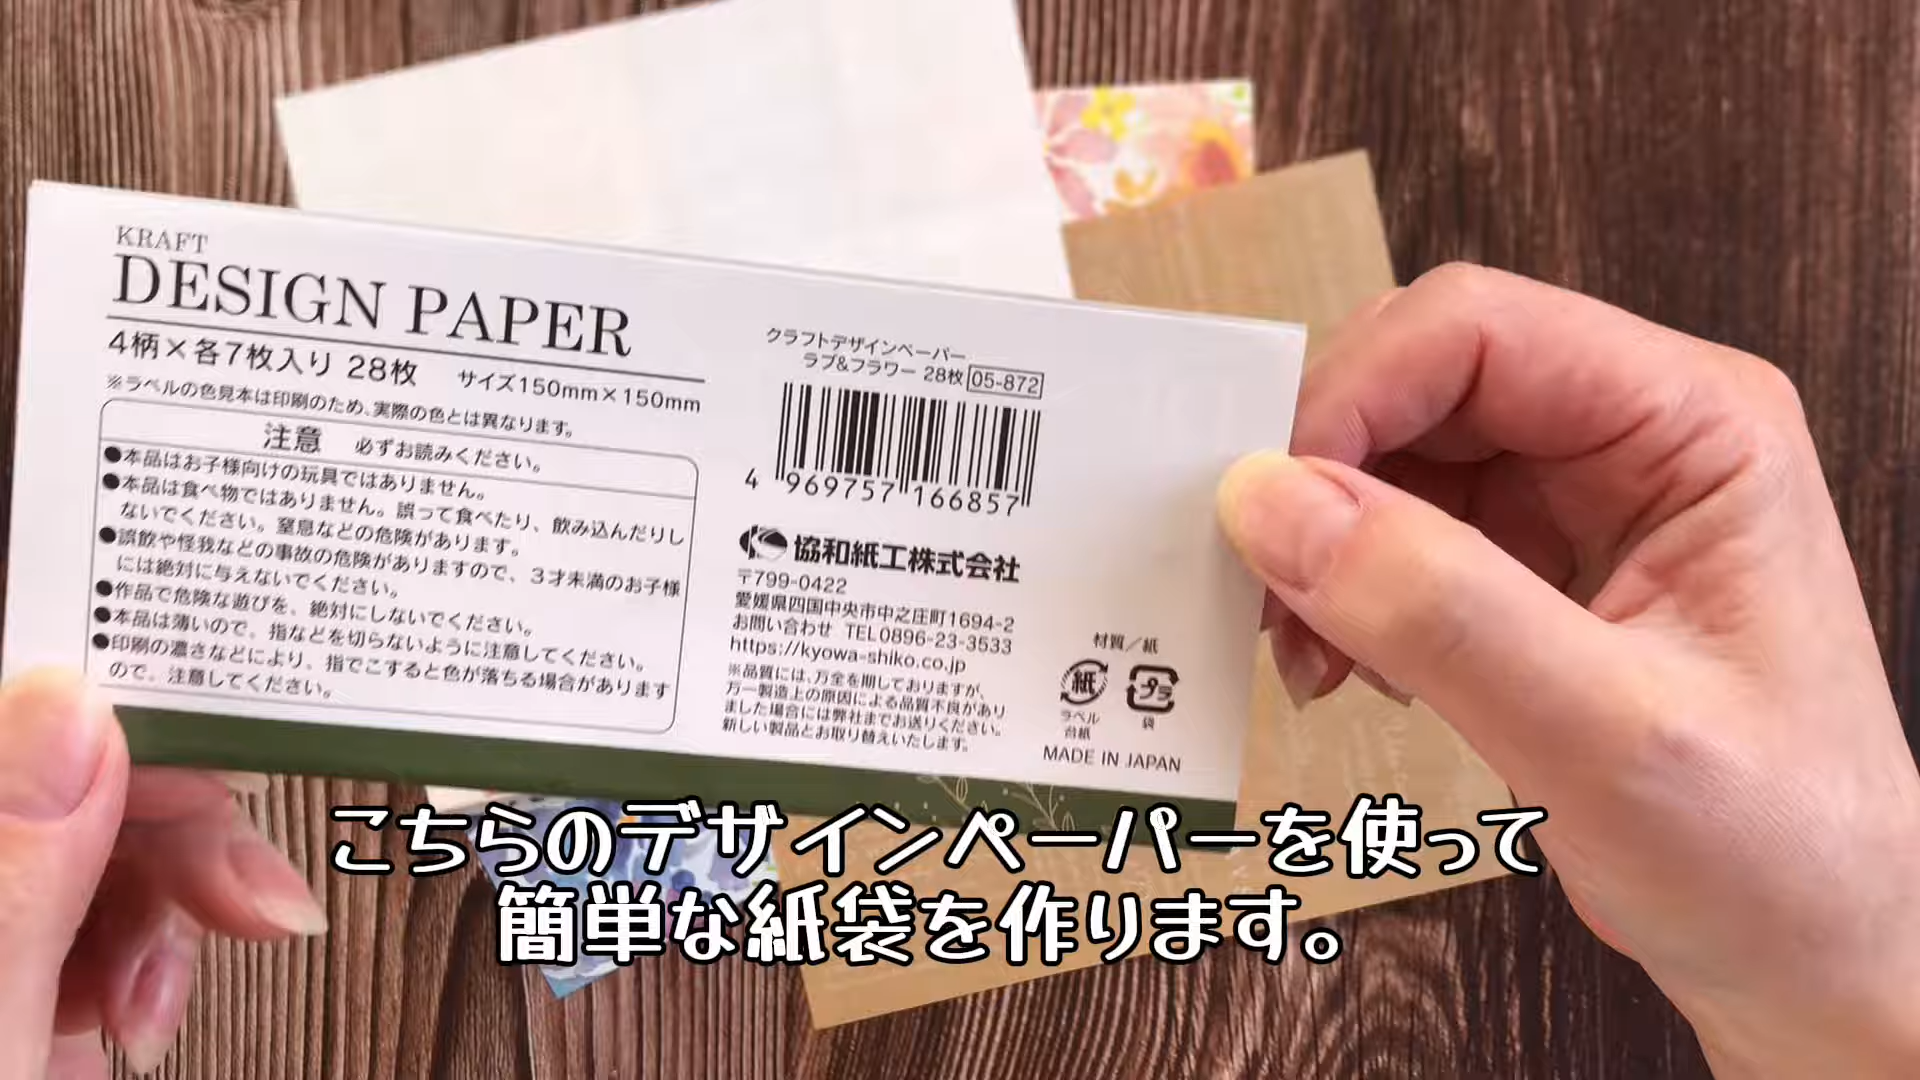 KRAFT
DESIGN PAPER
4柄×各7枚入り 28枚 サイズ150mm×150mm
※ラベルの色見本は印刷のため、実際の色とは異なります。
注意 必ずお読みください。
●本品はお子様向けの玩具ではありません。
●本品は食べ物ではありません。誤って食べたり、飲み込んだりし
ないでください。窒息などの危険があります。
●誤飲や怪我などの事故の危険がありますので、3才未満のお子様
には絶対に与えないでください。
●作品で危険な遊びを、絶対にしないでください。
●本品は薄いので、指などを切らないように注意してください。
●印刷の濃さなどにより、指でこすると色が落ちる場合があります
ので、注意してください。
クラフトデザインペーパー
ラブ&フラワー 28枚 05-872
4 969757 166857
協和紙工株式会社
〒799-0422
愛媛県四国中央市中之庄町1694-2
お問い合わせ TEL0896-23-3533
https://kyowa-shiko.co.jp
※品質には、万全を期しておりますが、
万一製造上の原因による品質不良があり
ました場合には弊社までお送りください。
新しい製品とお取り替えいたします。
材質/紙
紙 プラ
ラベル 袋
台紙
MADE IN JAPAN
こちらのデザインペーパーを使って
簡単な紙袋を作ります。